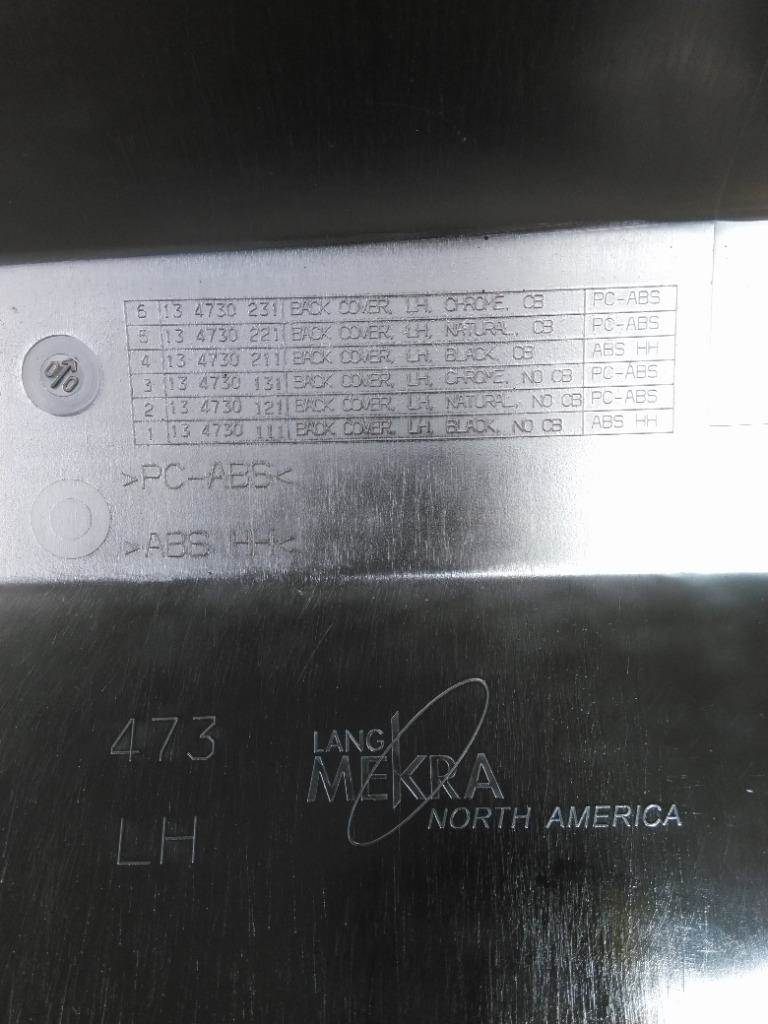 6 13 4730 231 BACK COVER, LH, CHROME, CB PC-ABS
5 13 4730 221 BACK COVER, LH, NATURAL, CB PC-ABS
4 13 4730 211 BACK COVER, LH, BLACK, CB ABS HH
3 13 4730 131 BACK COVER, LH, CHROME, NO CB PC-ABS
2 13 4730 121 BACK COVER, LH, NATURAL, NO CB PC-ABS
1 13 4730 111 BACK COVER, LH, BLACK, NO CB ABS HH
>PC-ABS<
>ABS HH<
473
LH
LANG
MEKRA
NORTH AMERICA